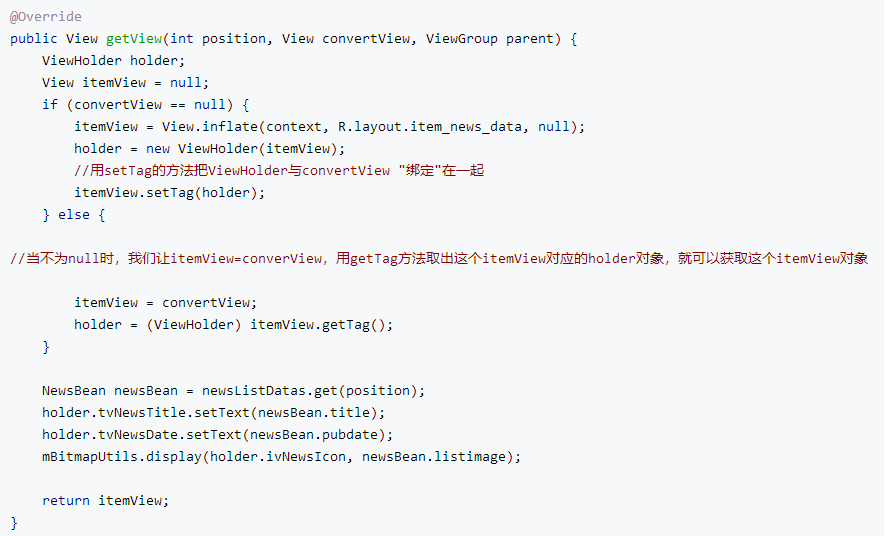 @Override
public View getView(int position, View convertView, ViewGroup parent) {
ViewHolder holder;
View itemView = null;
if (convertView == null) {
itemView = View.inflate(context, R.layout.item_news_data, null);
holder = new ViewHolder(itemView);
//用setTag的方法把ViewHolder与convertView "绑定"在一起
itemView.setTag(holder);
} else {
//当不为null时，我们让itemView=converView，用getTag方法取出这个itemView对应的holder对象，就可以获取这个itemView对象
itemView = convertView;
holder = (ViewHolder) itemView.getTag();
}
NewsBean newsBean = newsListDatas.get(position);
holder.tvNewsTitle.setText(newsBean.title);
holder.tvNewsDate.setText(newsBean.pubdate);
mBitmapUtils.display(holder.ivNewsIcon, newsBean.listimage);
return itemView;
}